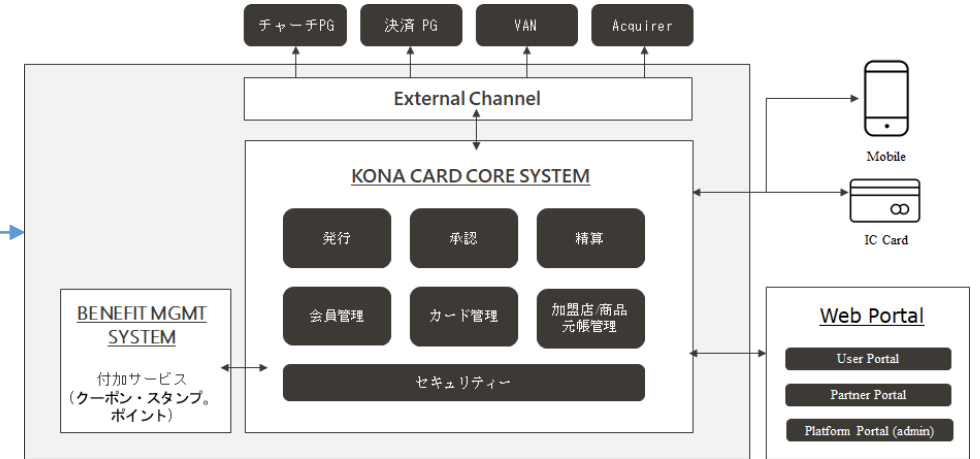 チャーチPG
決済 PG
VAN
Acquirer
External Channel
KONA CARD CORE SYSTEM
発行
承認
精算
会員管理
カード管理
加盟店/商品
元帳管理
セキュリティー
BENEFIT MGMT
SYSTEM
付加サービス
(クーポン・スタンプ。
ポイント)
Mobile
IC Card
Web Portal
User Portal
Partner Portal
Platform Portal (admin)